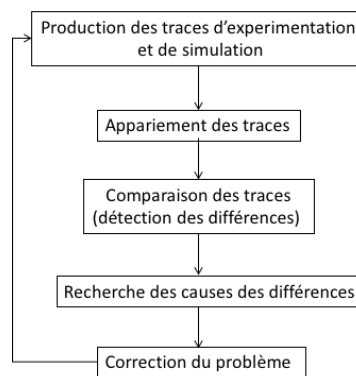 Production des traces d'experimentation
et de simulation
Appariement des traces
Comparaison des traces
(détection des différences)
Recherche des causes des différences
Correction du problème